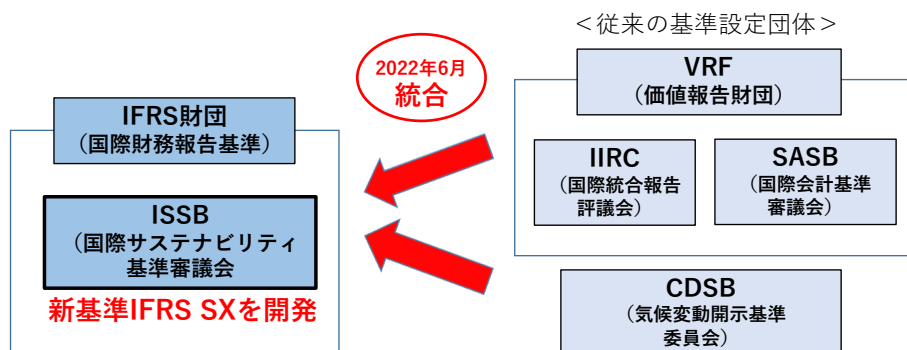 ＜従来の基準設定団体＞
2022年6月
統合
VRF
（価値報告財団）
IFRS財団
（国際財務報告基準）
IIRC
（国際統合報告
評議会）
SASB
（国際会計基準
審議会）
ISSB
（国際サステナビリティ
基準審議会
新基準IFRS SXを開発
CDSB
（気候変動開示基準
委員会）